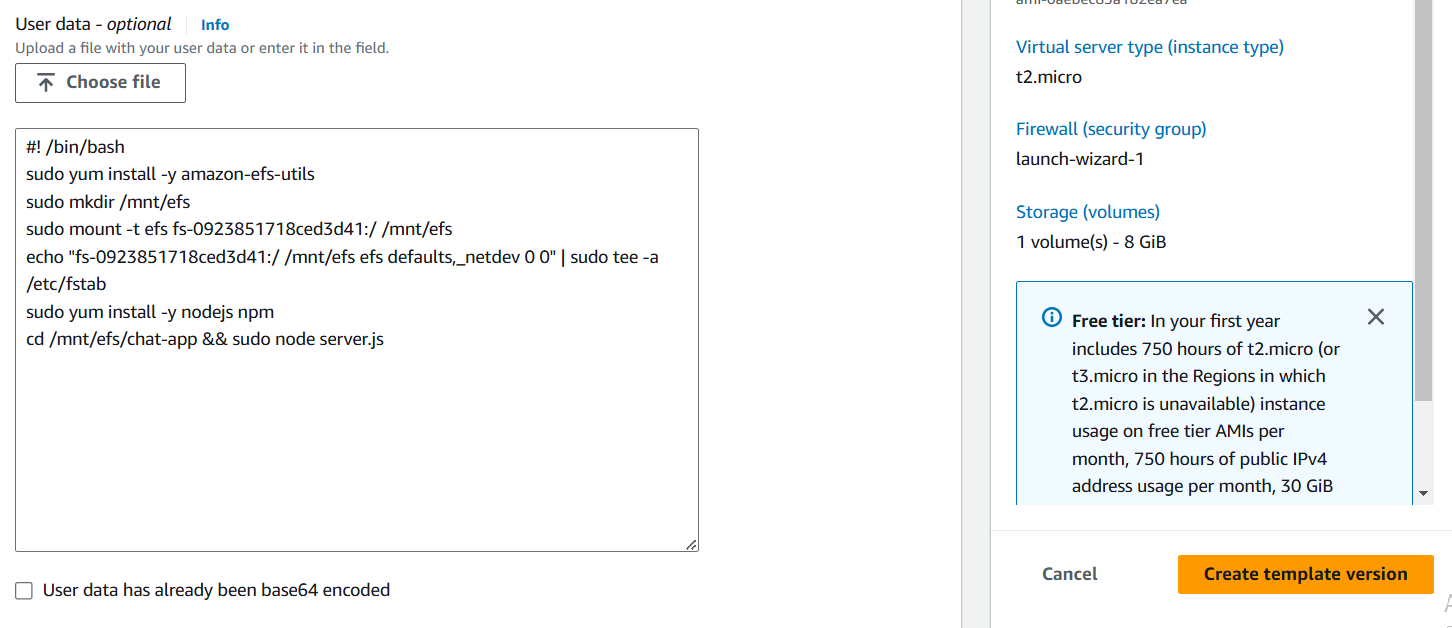 User data - optional Info
Upload a file with your user data or enter it in the field.
Choose file
#! /bin/bash
sudo yum install -y amazon-efs-utils
sudo mkdir /mnt/efs
sudo mount -t efs fs-0923851718ced3d41:/ /mnt/efs
echo "fs-0923851718ced3d41:/ /mnt/efs efs defaults,_netdev 0 0" | sudo tee -a
/etc/fstab
sudo yum install -y nodejs npm
cd /mnt/efs/chat-app && sudo node server.js
User data has already been base64 encoded
Virtual server type (instance type)
t2.micro
Firewall (security group)
launch-wizard-1
Storage (volumes)
1 volume(s) - 8 GiB
Free tier: In your first year
includes 750 hours of t2.micro (or
t3.micro in the Regions in which
t2.micro is unavailable) instance
usage on free tier AMIs per
month, 750 hours of public IPv4
address usage per month, 30 GiB
Cancel
Create template version